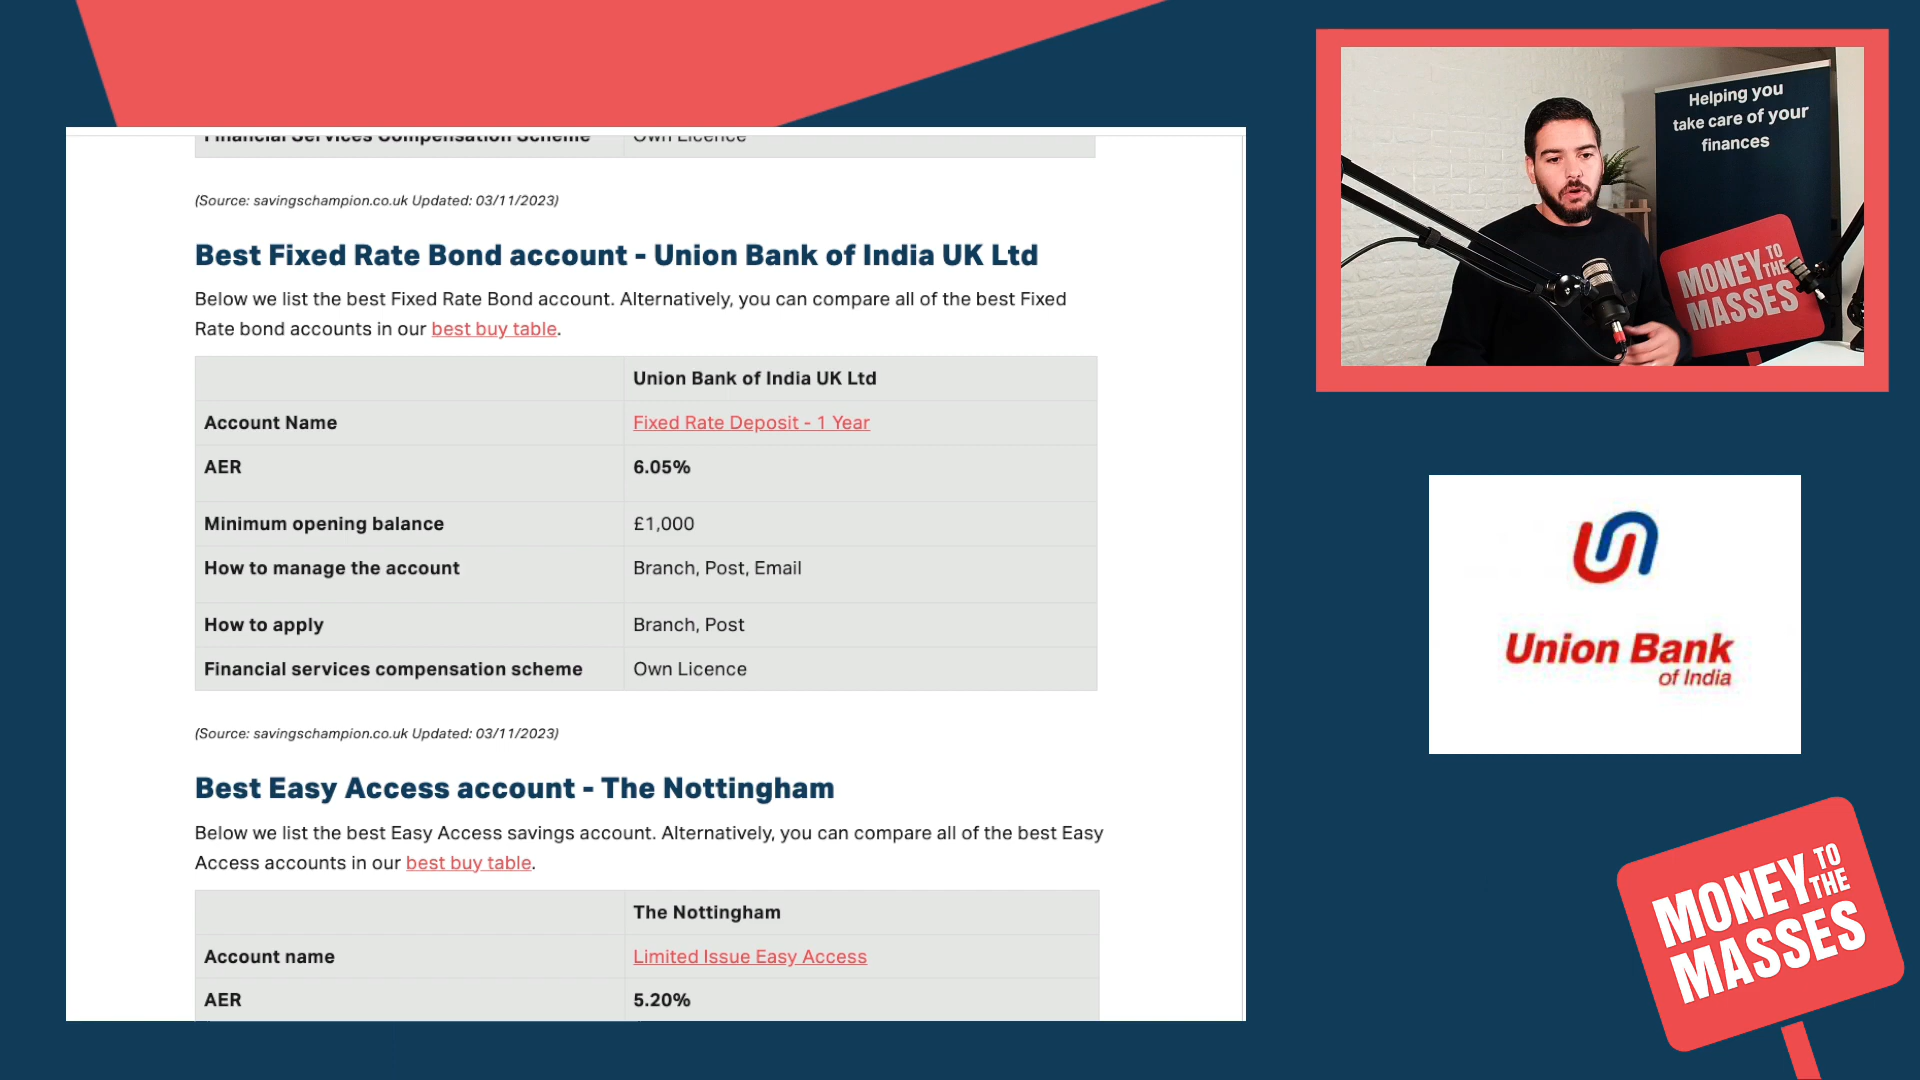 Financial Services Compensation Scheme Own Licence
(Source: savingschampion.co.uk Updated: 03/11/2023)
Best Fixed Rate Bond account - Union Bank of India UK Ltd
Below we list the best Fixed Rate Bond account. Alternatively, you can compare all of the best Fixed
Rate bond accounts in our best buy table.
Union Bank of India UK Ltd
Account Name Fixed Rate Deposit - 1 Year
AER 6.05%
Minimum opening balance £1,000
How to manage the account Branch, Post, Email
How to apply Branch, Post
Financial services compensation scheme Own Licence
(Source: savingschampion.co.uk Updated: 03/11/2023)
Best Easy Access account - The Nottingham
Below we list the best Easy Access savings account. Alternatively, you can compare all of the best Easy
Access accounts in our best buy table.
The Nottingham
Account name Limited Issue Easy Access
AER 5.20%
Helping you
take care of your
finances
MONEY TO THE
MASSES
Union Bank
of India
MONEY TO THE
MASSES